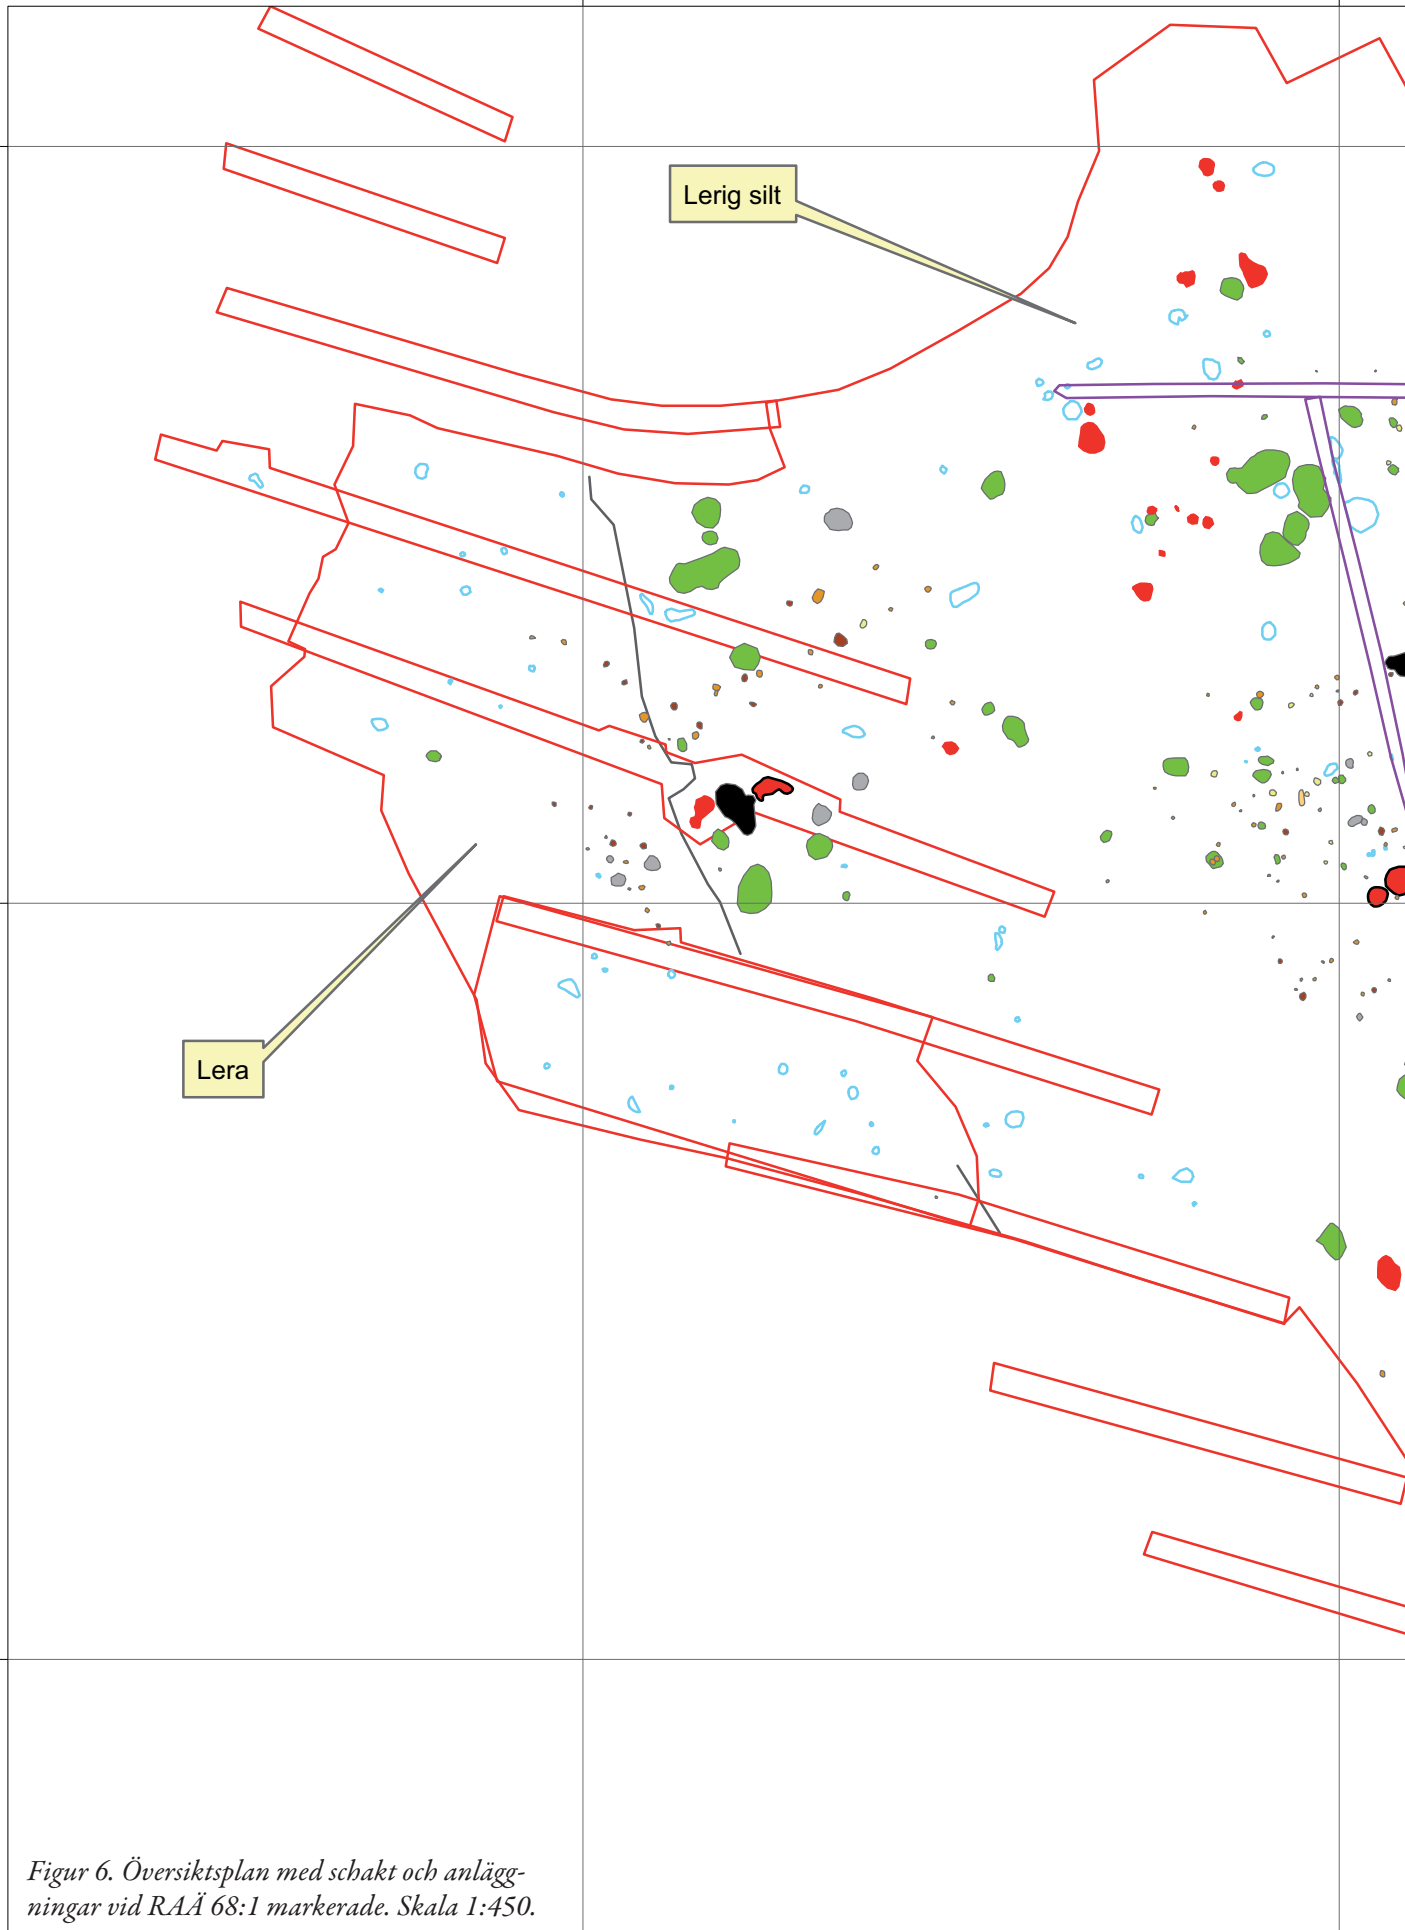 Lerig silt
Lera
Figur 6. Översiktsplan med schakt och anlägg-
ningar vid RAÄ 68:1 markerade. Skala 1:450.